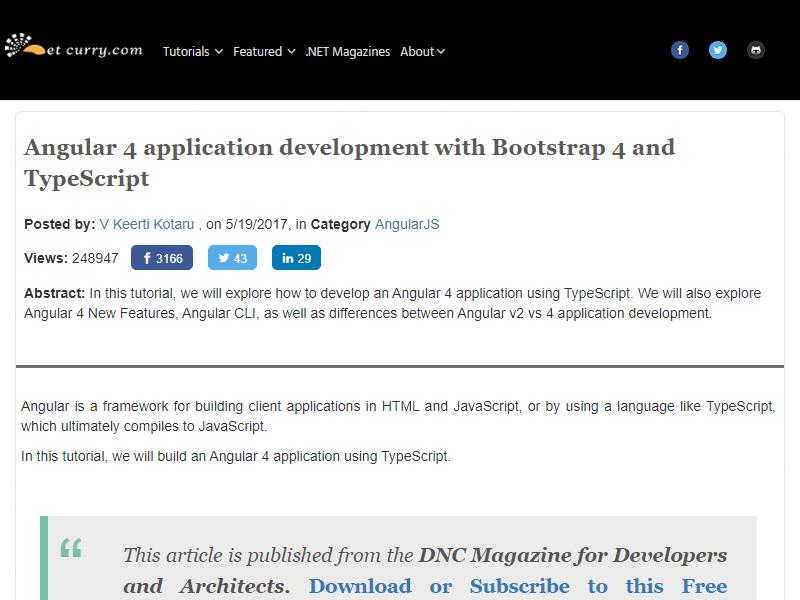 et curry.com
Tutorials Featured .NET Magazines About
Angular 4 application development with Bootstrap 4 and
TypeScript
Posted by: V Keerti Kotaru , on 5/19/2017, in Category AngularJS
Views: 248947 f 3166 43 in 29
Abstract: In this tutorial, we will explore how to develop an Angular 4 application using TypeScript. We will also explore
Angular 4 New Features, Angular CLI, as well as differences between Angular v2 vs 4 application development.
Angular is a framework for building client applications in HTML and JavaScript, or by using a language like TypeScript,
which ultimately compiles to JavaScript.
In this tutorial, we will build an Angular 4 application using TypeScript.
“
This article is published from the DNC Magazine for Developers
and Architects. Download or Subscribe to this Free